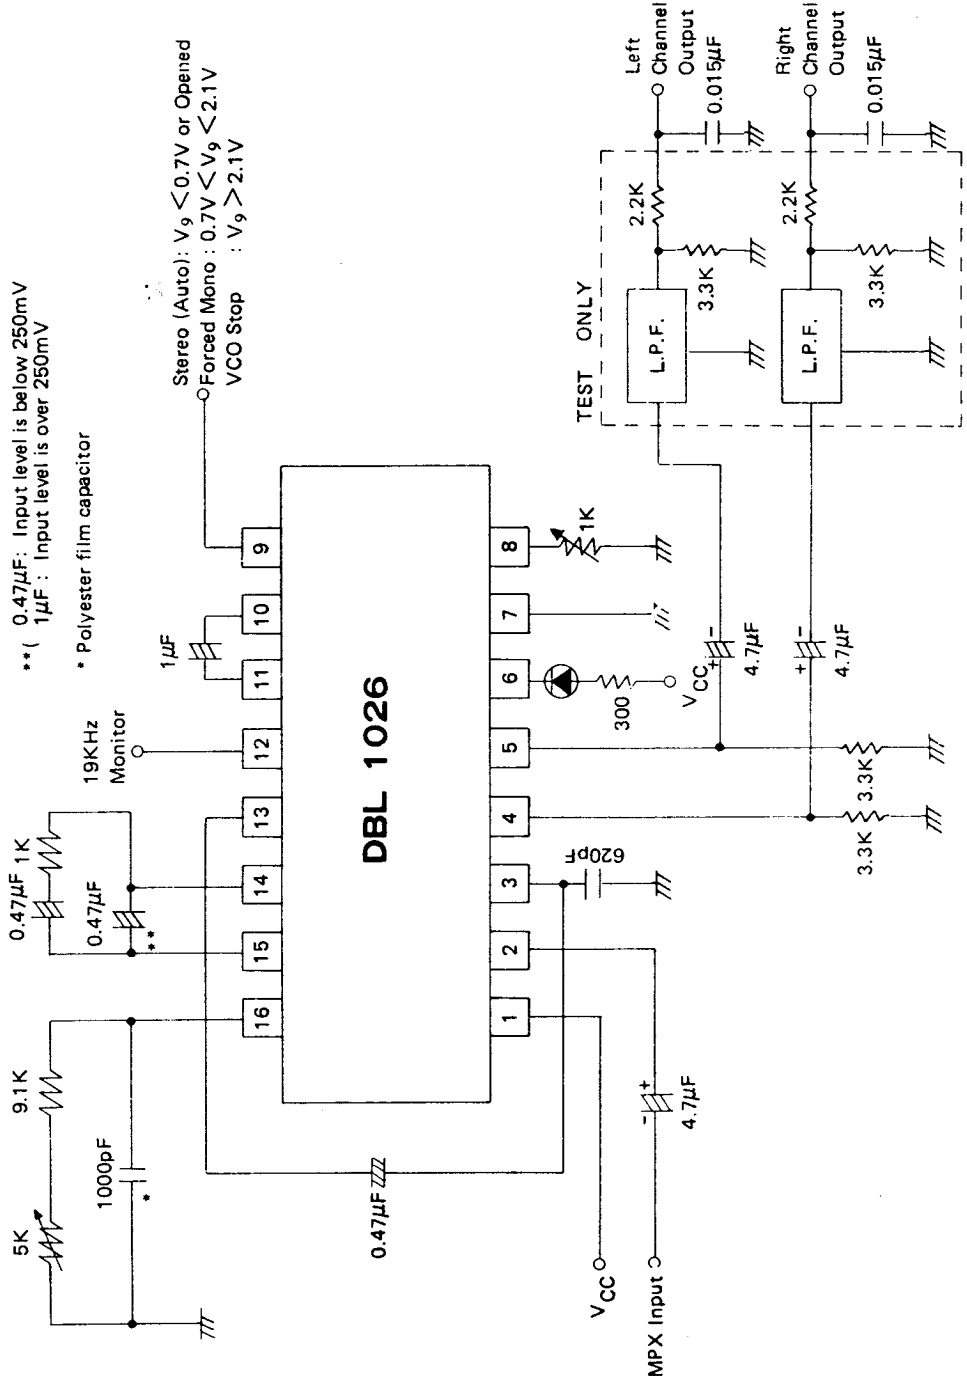 5K
9.1K
1000pF
*
0.47μF
1K
0.47μF
**
19KHz
Monitor
**( 0.47μF: Input level is below 250mV
1μF : Input level is over 250mV
* Polyester film capacitor
1μF
Stereo (Auto): V9 <0.7V or Opened
Forced Mono : 0.7V< V9 <2.1V
VCO Stop : V9 >2.1V
16
15
14
13
12
11
10
9
DBL 1026
1
2
3
4
5
6
7
8
0.47μF
VCC
MPX Input
-
+
4.7μF
620pF
3.3K
3.3K
300
VCC
1K
+
-
4.7μF
+
-
4.7μF
TEST ONLY
L.P.F.
3.3K
2.2K
L.P.F.
3.3K
2.2K
Left
Channel
Output
0.015μF
Right
Channel
Output
0.015μF